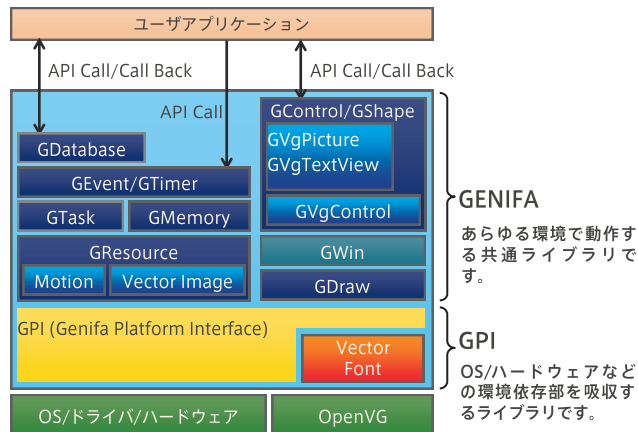 ユーザアプリケーション
API Call/Call Back
API Call/Call Back
API Call
GDatabase
GEvent/GTimer
GTask
GMemory
GResource
Motion
Vector Image
GControl/GShape
GVgPicture
GVgTextView
GVgControl
GWin
GDraw
GPI (Genifa Platform Interface)
Vector
Font
OS/ドライバ/ハードウェア
OpenVG
GENIFA
あらゆる環境で動作す
る共通ライブラリで
す。
GPI
OS/ハードウェアなど
の環境依存部を吸収す
るライブラリです。